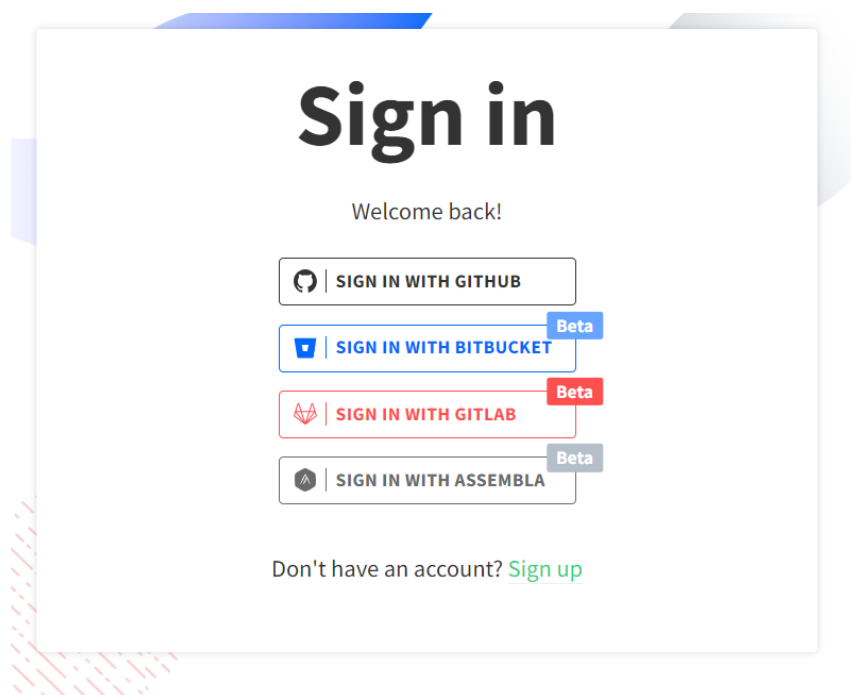 Sign in
Welcome back!
SIGN IN WITH GITHUB
Beta
SIGN IN WITH BITBUCKET
Beta
SIGN IN WITH GITLAB
Beta
SIGN IN WITH ASSEMBLA
Don't have an account? Sign up